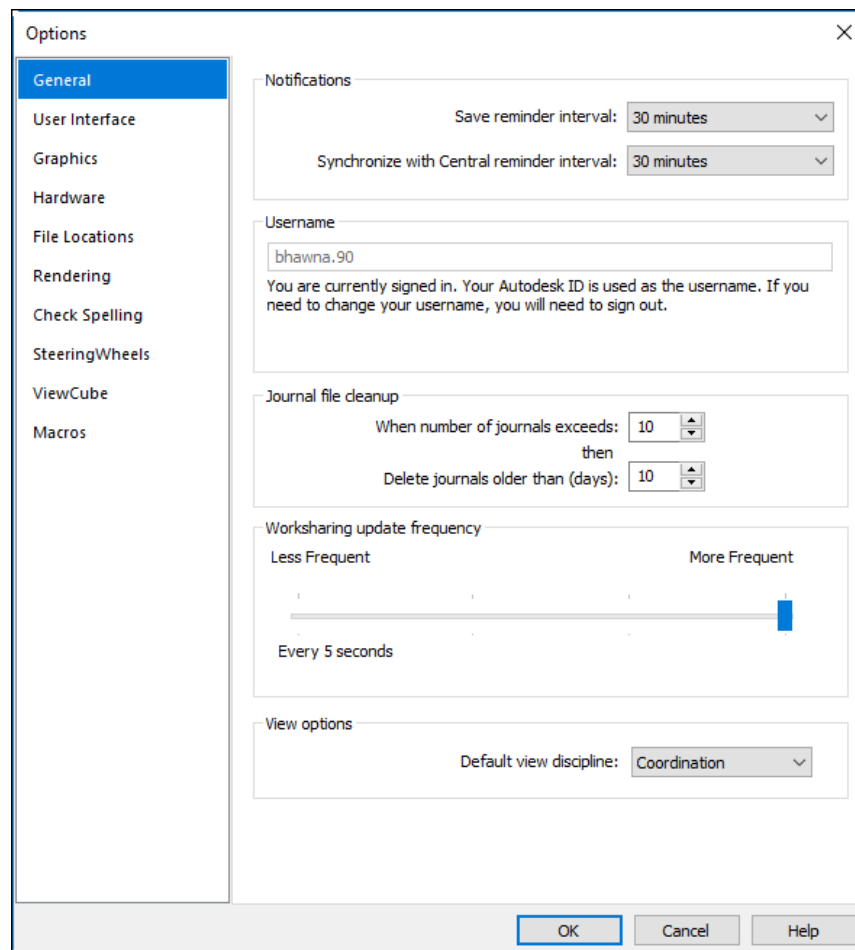 Options
General
User Interface
Graphics
Hardware
File Locations
Rendering
Check Spelling
SteeringWheels
ViewCube
Macros
Notifications
Save reminder interval: 30 minutes
Synchronize with Central reminder interval: 30 minutes
Username
bhawna.90
You are currently signed in. Your Autodesk ID is used as the username. If you
need to change your username, you will need to sign out.
Journal file cleanup
When number of journals exceeds: 10
then
Delete journals older than (days): 10
Worksharing update frequency
Less Frequent More Frequent
Every 5 seconds
View options
Default view discipline: Coordination
OK Cancel Help